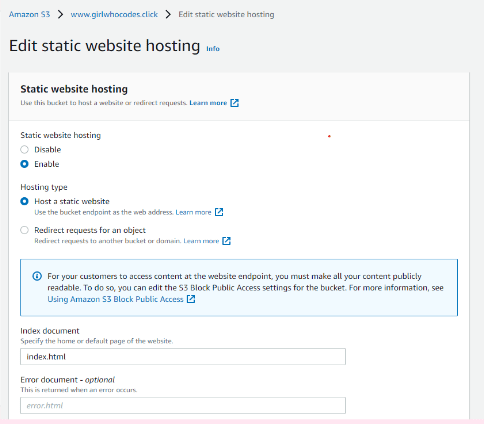 Amazon S3 > www.girlwhocodes.click > Edit static website hosting
Edit static website hosting Info
Static website hosting
Use this bucket to host a website or redirect requests. Learn more
Static website hosting
Disable
Enable
Hosting type
Host a static website
Use the bucket endpoint as the web address. Learn more
Redirect requests for an object
Redirect requests to another bucket or domain. Learn more
For your customers to access content at the website endpoint, you must make all your content publicly
readable. To do so, you can edit the S3 Block Public Access settings for the bucket. For more information, see
Using Amazon S3 Block Public Access
Index document
Specify the home or default page of the website.
index.html
Error document - optional
This is returned when an error occurs.
error.html